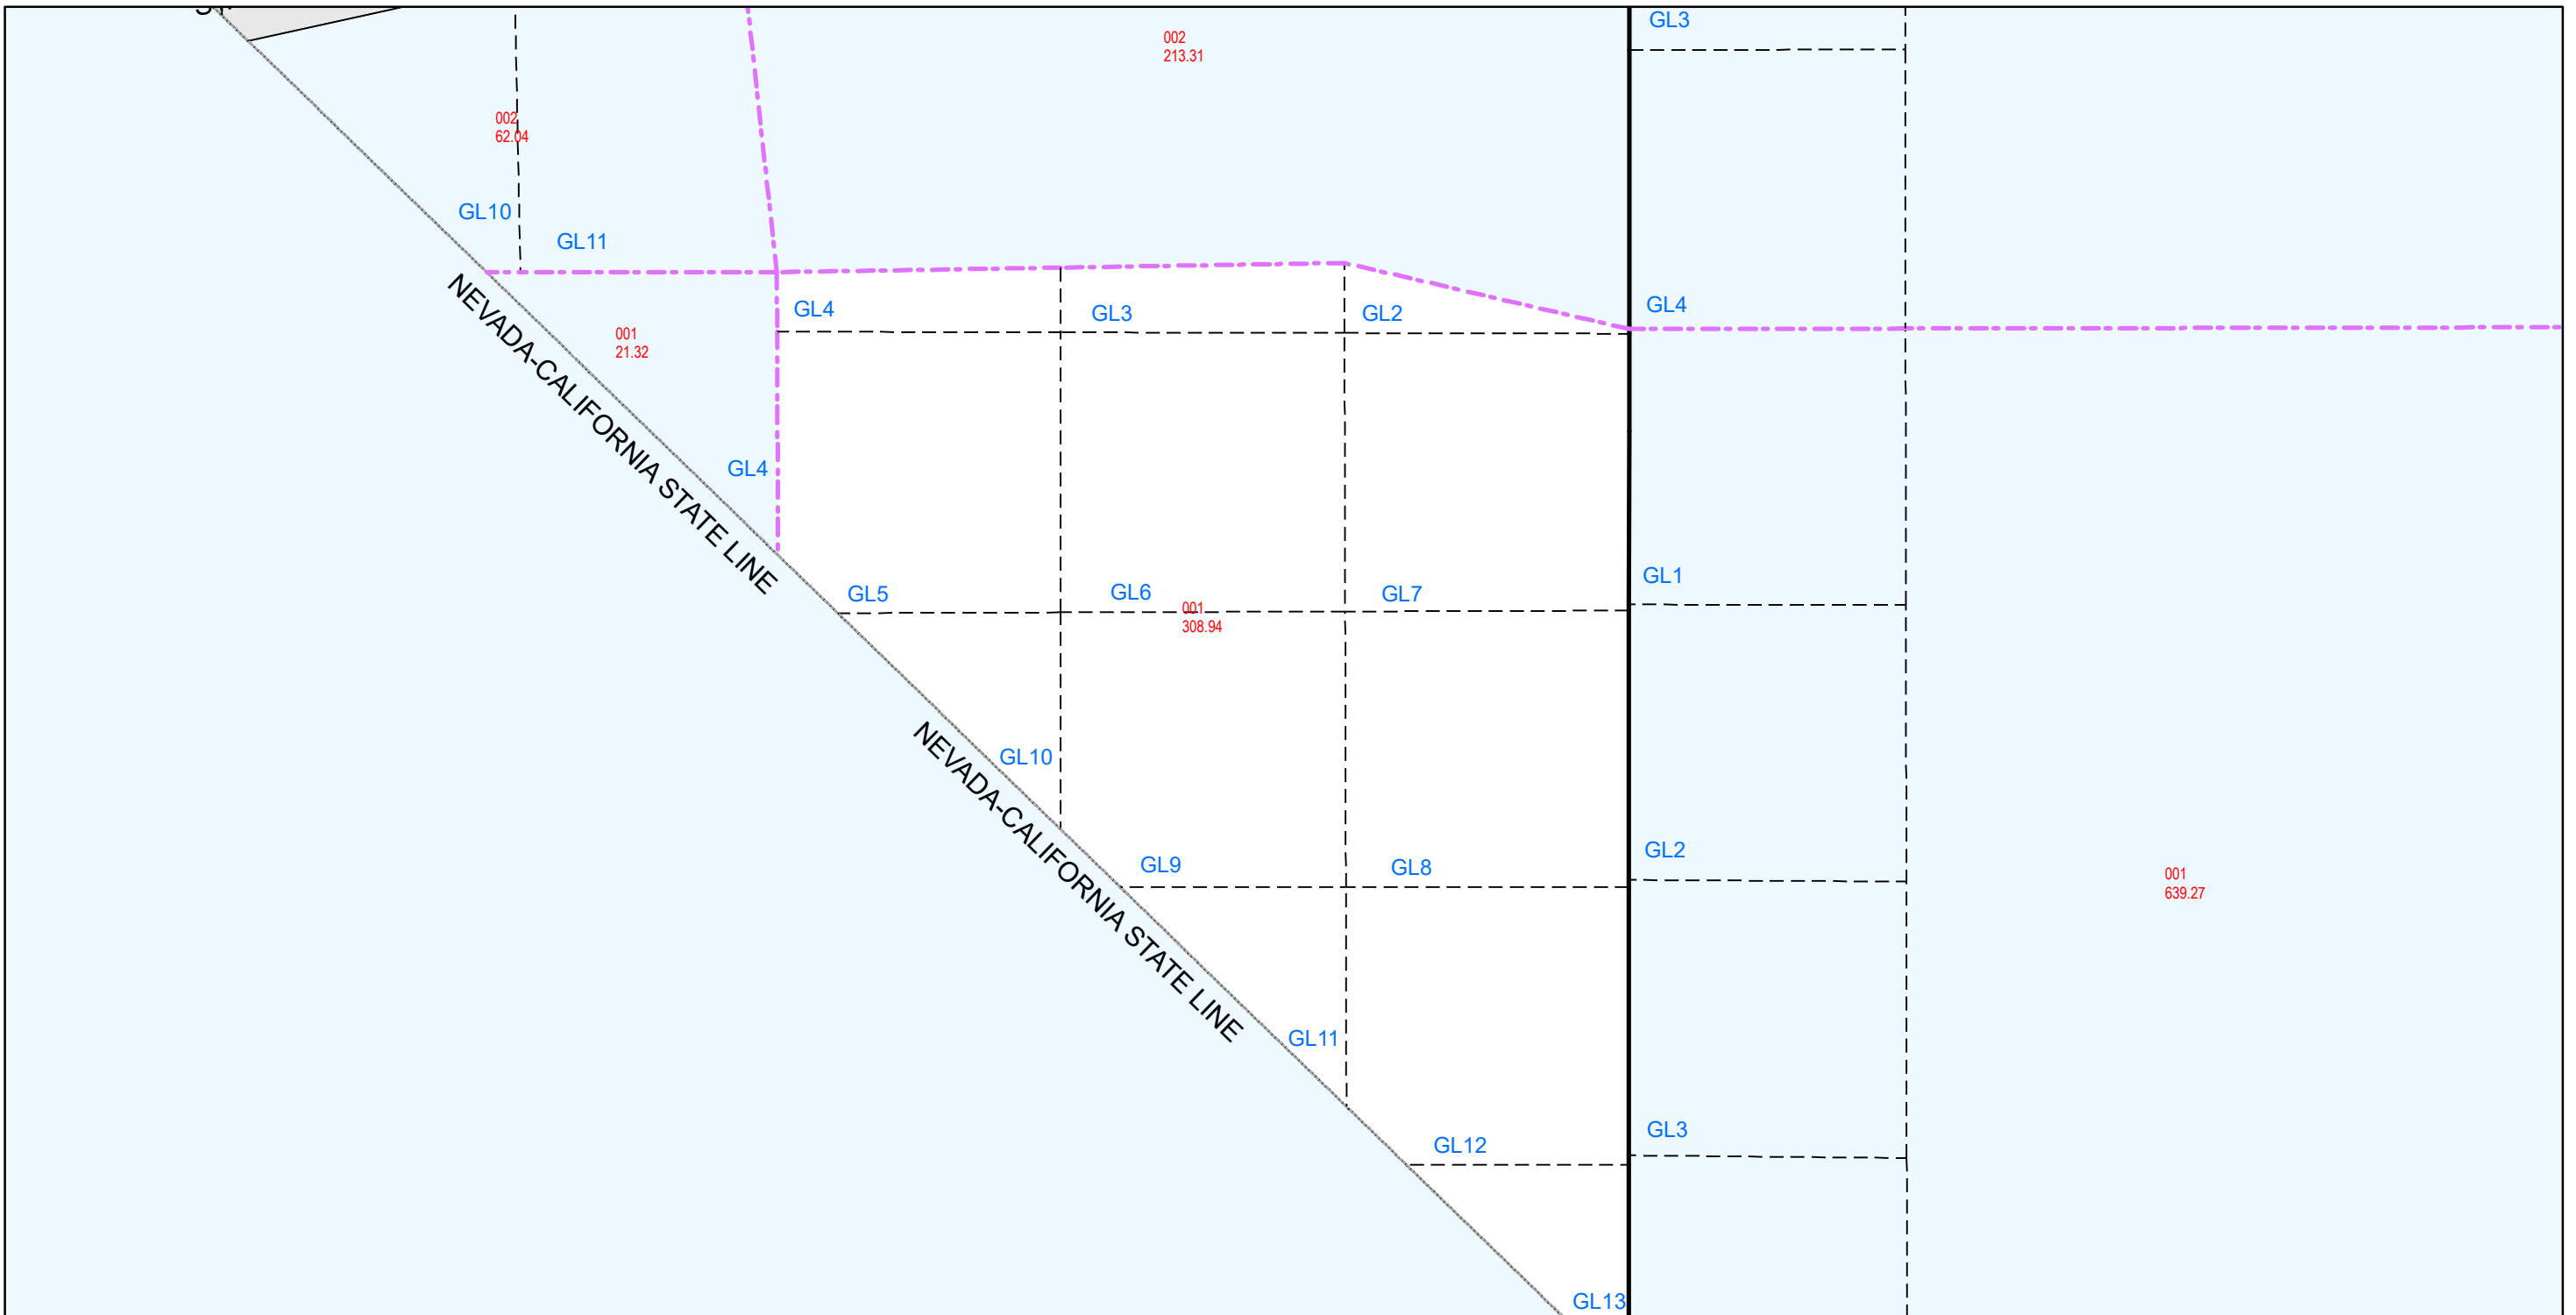 GL3
002
213.31
002
62.04
GL10
GL11
GL4
GL3
GL2
GL4
001
21.32
NEVADA-CALIFORNIA STATE LINE
GL4
GL5
GL6
GL7
GL1
001
308.94
GL10
NEVADA-CALIFORNIA STATE LINE
GL9
GL8
GL2
001
639.27
GL11
GL12
GL3
GL13